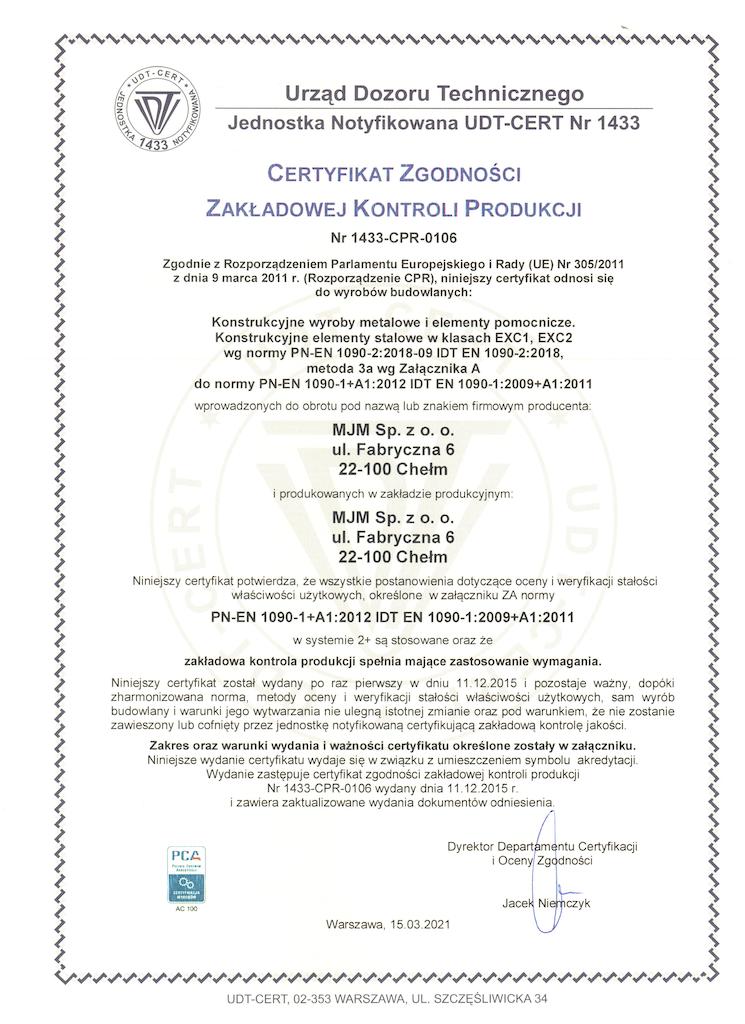 UDT-CERT
JEDNOSTKA NOTYFIKOWANA
1433
Urząd Dozoru Technicznego
Jednostka Notyfikowana UDT-CERT Nr 1433
CERTYFIKAT ZGODNOŚCI
ZAKŁADOWEJ KONTROLI PRODUKCJI
Nr 1433-CPR-0106
Zgodnie z Rozporządzeniem Parlamentu Europejskiego i Rady (UE) Nr 305/2011
z dnia 9 marca 2011 r. (Rozporządzenie CPR), niniejszy certyfikat odnosi się
do wyrobów budowlanych:
Konstrukcyjne wyroby metalowe i elementy pomocnicze.
Konstrukcyjne elementy stalowe w klasach EXC1, EXC2
wg normy PN-EN 1090-2:2018-09 IDT EN 1090-2:2018,
metoda 3a wg Załącznika A
do normy PN-EN 1090-1+A1:2012 IDT EN 1090-1:2009+A1:2011
wprowadzonych do obrotu pod nazwą lub znakiem firmowym producenta:
MJM Sp. z o. o.
ul. Fabryczna 6
22-100 Chełm
i produkowanych w zakładzie produkcyjnym:
MJM Sp. z o. o.
ul. Fabryczna 6
22-100 Chełm
Niniejszy certyfikat potwierdza, że wszystkie postanowienia dotyczące oceny i weryfikacji stałości
właściwości użytkowych, określone w załączniku ZA normy
PN-EN 1090-1+A1:2012 IDT EN 1090-1:2009+A1:2011
w systemie 2+ są stosowane oraz że
zakładowa kontrola produkcji spełnia mające zastosowanie wymagania.
Niniejszy certyfikat został wydany po raz pierwszy w dniu 11.12.2015 i pozostaje ważny, dopóki
zharmonizowana norma, metody oceny i weryfikacji stałości właściwości użytkowych, sam wyrób
budowlany i warunki jego wytwarzania nie ulegną istotnej zmianie oraz pod warunkiem, że nie zostanie
zawieszony lub cofnięty przez jednostkę notyfikowaną certyfikującą zakładową kontrolę jakości.
Zakres oraz warunki wydania i ważności certyfikatu określone zostały w załączniku.
Niniejsze wydanie certyfikatu wydaje się w związku z umieszczeniem symbolu akredytacji.
Wydanie zastępuje certyfikat zgodności zakładowej kontroli produkcji
Nr 1433-CPR-0106 wydany dnia 11.12.2015 r.
i zawiera zaktualizowane wydania dokumentów odniesienia.
Dyrektor Departamentu Certyfikacji
i Oceny Zgodności
Jacek Niemczyk
PCA
POLSKIE CENTRUM
AKREDYTACJI
CERTYFIKACJA
WYROBÓW
AC 100
Warszawa, 15.03.2021
UDT-CERT, 02-353 WARSZAWA, UL. SZCZĘŚLIWICKA 34